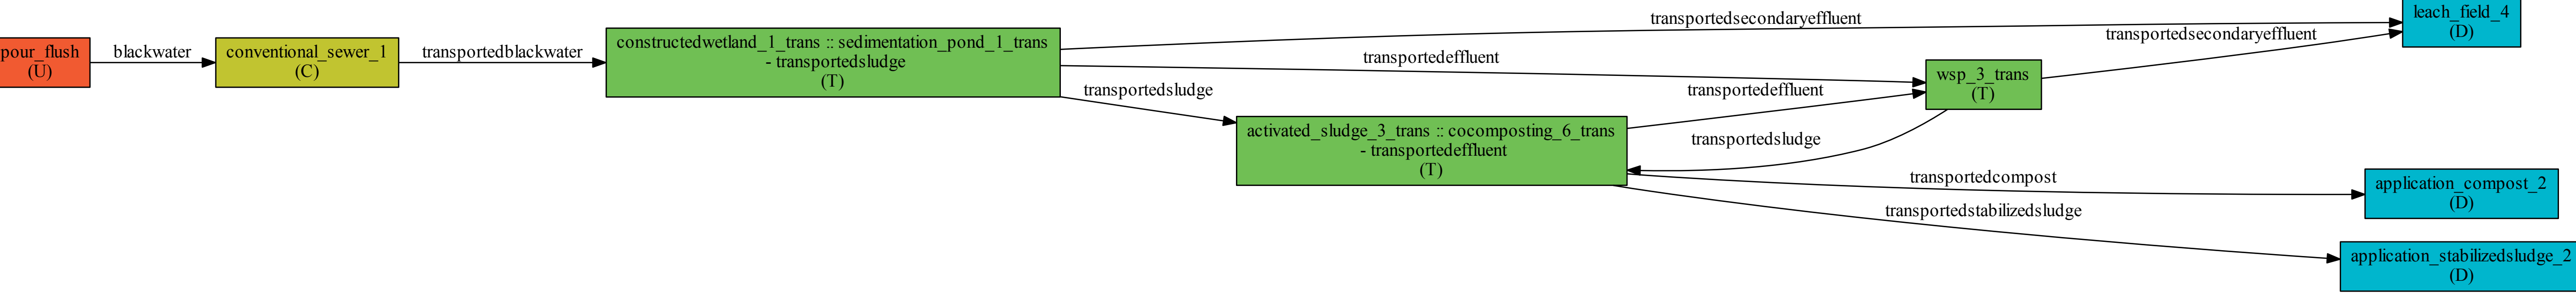 pour_flush
(U)
blackwater
conventional_sewer_1
(C)
transportedblackwater
constructedwetland_1_trans :: sedimentation_pond_1_trans
- transportedsludge
(T)
transportedsecondaryeffluent
transportedeffluent
transportedsludge
activated_sludge_3_trans :: cocomposting_6_trans
- transportedeffluent
(T)
transportedeffluent
transportedsludge
wsp_3_trans
(T)
transportedsecondaryeffluent
leach_field_4
(D)
transportedcompost
application_compost_2
(D)
transportedstabilizedsludge
application_stabilizedsludge_2
(D)